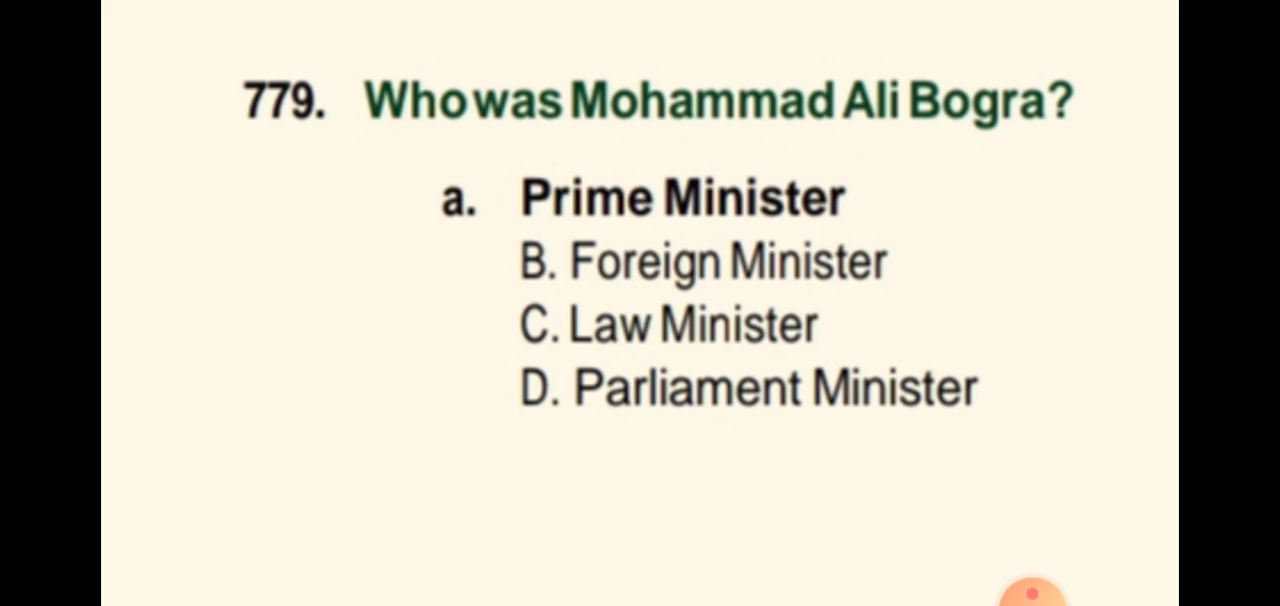 779. Who was Mohammad Ali Bogra?
a. Prime Minister
B. Foreign Minister
C. Law Minister
D. Parliament Minister